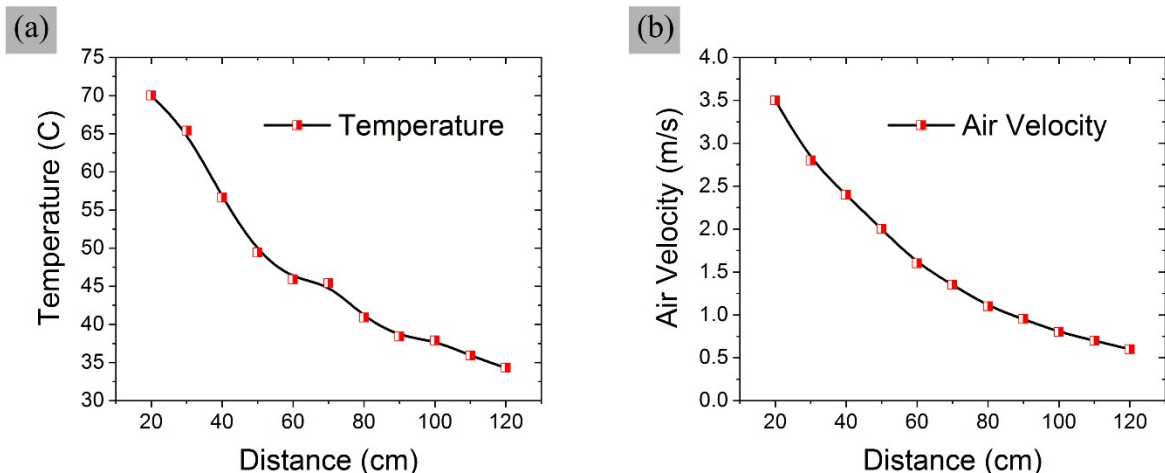 (a)
75
70
65
60
55
50
45
40
35
30
Temperature (C)
Temperature
20 40 60 80 100 120
Distance (cm)
(b)
4.0
3.5
3.0
2.5
2.0
1.5
1.0
0.5
0.0
Air Velocity (m/s)
Air Velocity
20 40 60 80 100 120
Distance (cm)